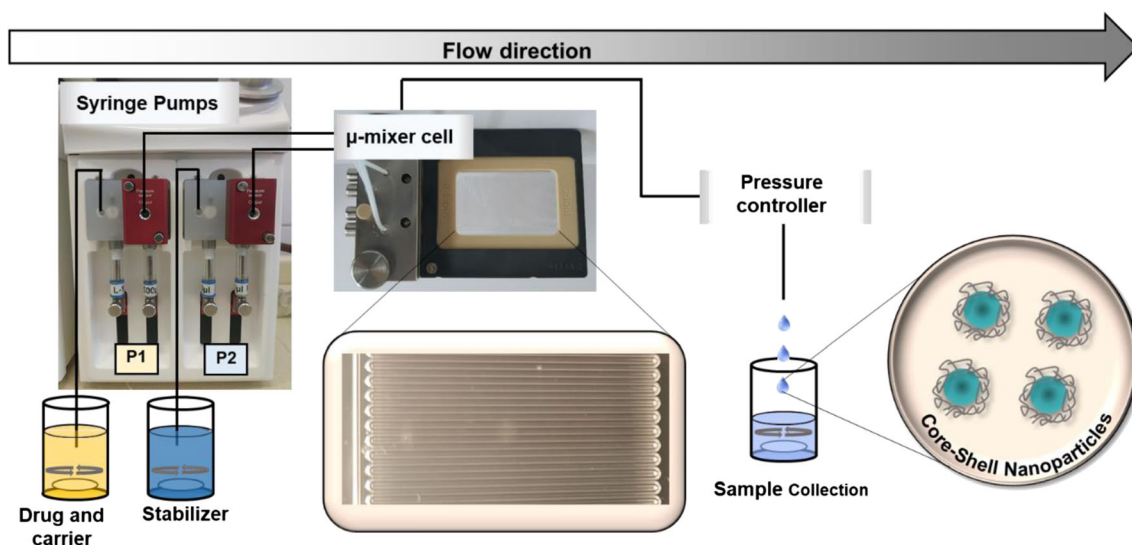 Flow direction
Syringe Pumps
μ-mixer cell
Pressure
controller
P1
P2
Drug and
carrier
Stabilizer
Sample Collection
Core-Shell Nanoparticles